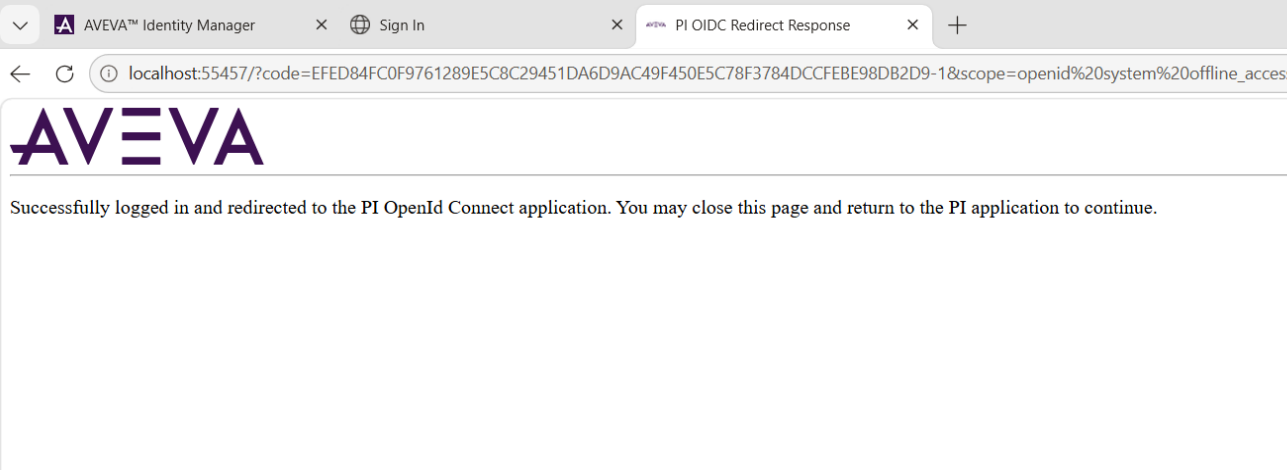 AVEVA™ Identity Manager
Sign In
AVEVA PI OIDC Redirect Response
localhost:55457/?code=EFED84FC0F9761289E5C8C29451DA6D9AC49F450E5C78F3784DCCFEBE98DB2D9-1&scope=openid%20system%20offline_acces
AVEVA
Successfully logged in and redirected to the PI OpenId Connect application. You may close this page and return to the PI application to continue.